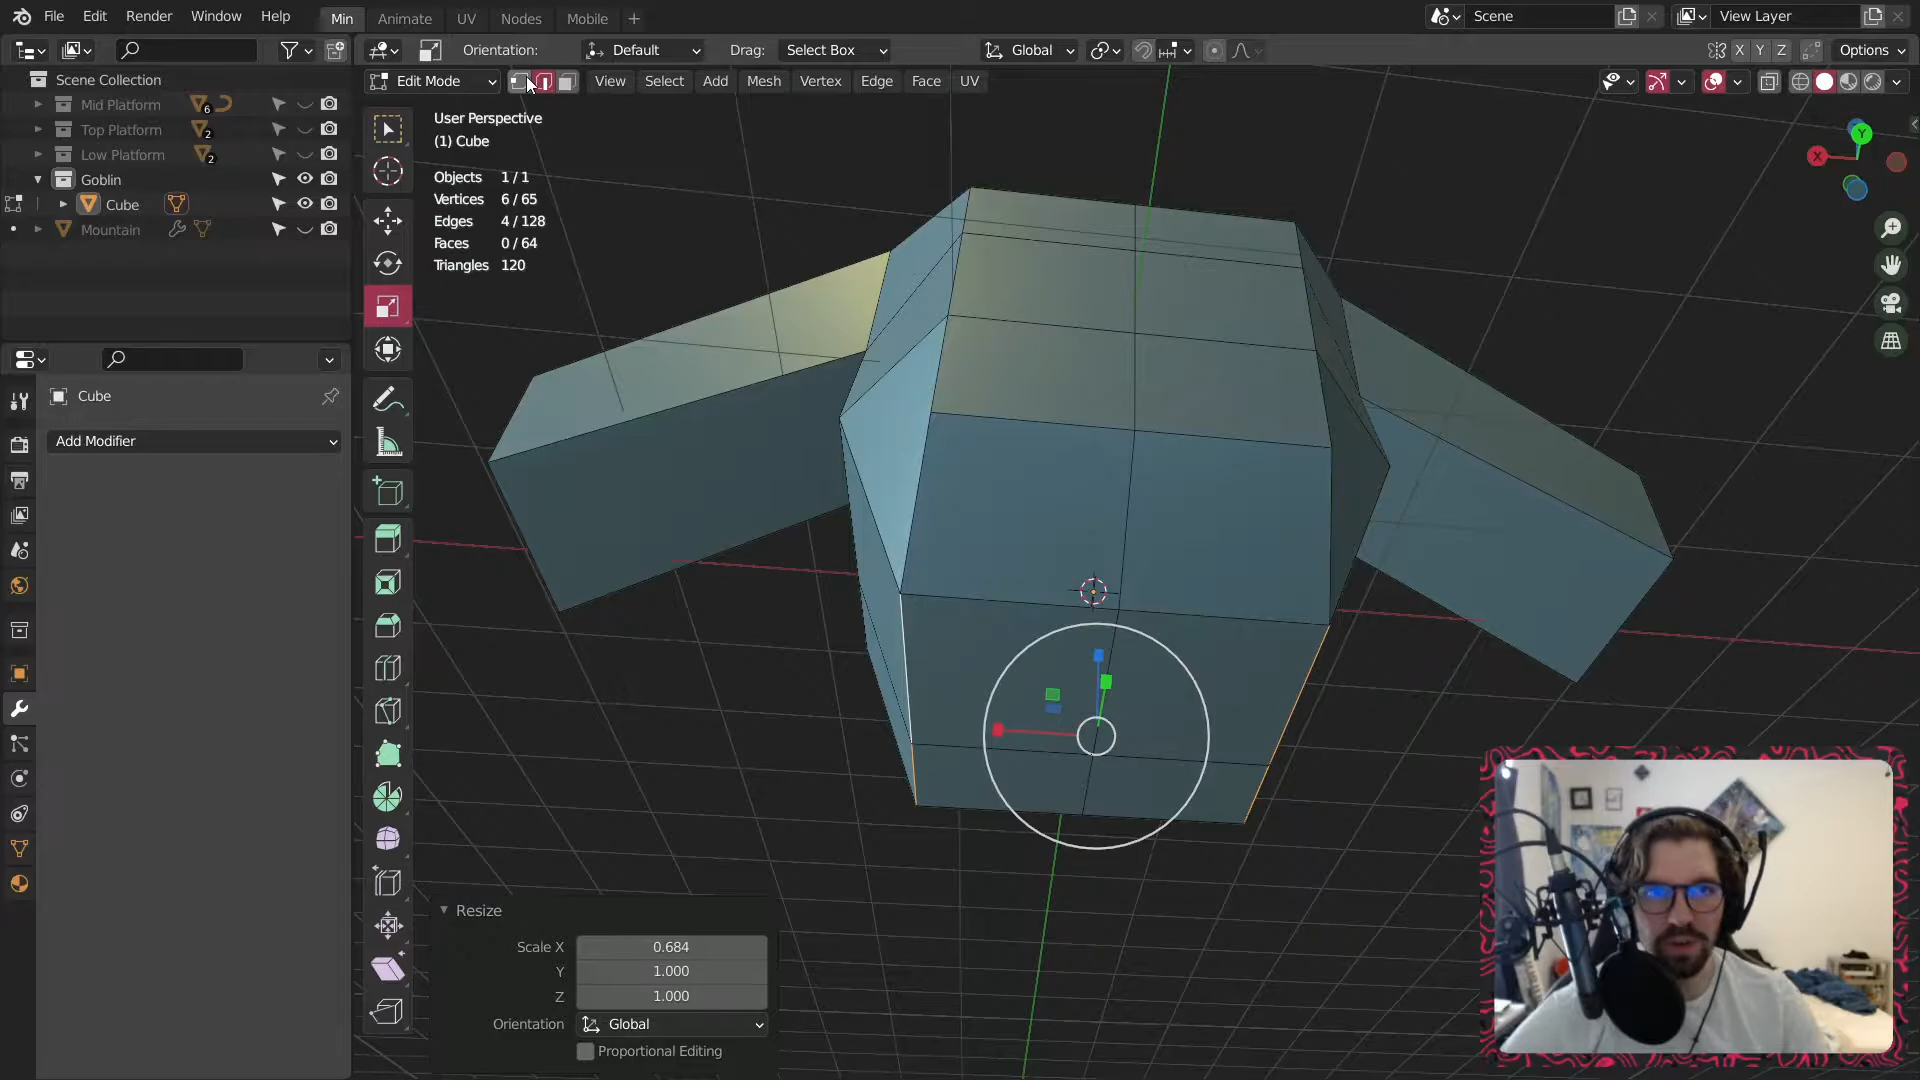 File Edit Render Window Help Min Animate UV Nodes Mobile Scene View Layer
Orientation: Default Drag: Select Box Global X Y Z Options
Scene Collection Edit Mode View Select Add Mesh Vertex Edge Face UV
Mid Platform 6
Top Platform 2
Low Platform 2
Goblin
Cube
Mountain
User Perspective
(1) Cube
Objects 1 / 1
Vertices 6 / 65
Edges 4 / 128
Faces 0 / 64
Triangles 120
Y
X
Cube
Add Modifier
Resize
Scale X 0.684
Y 1.000
Z 1.000
Orientation Global
Proportional Editing